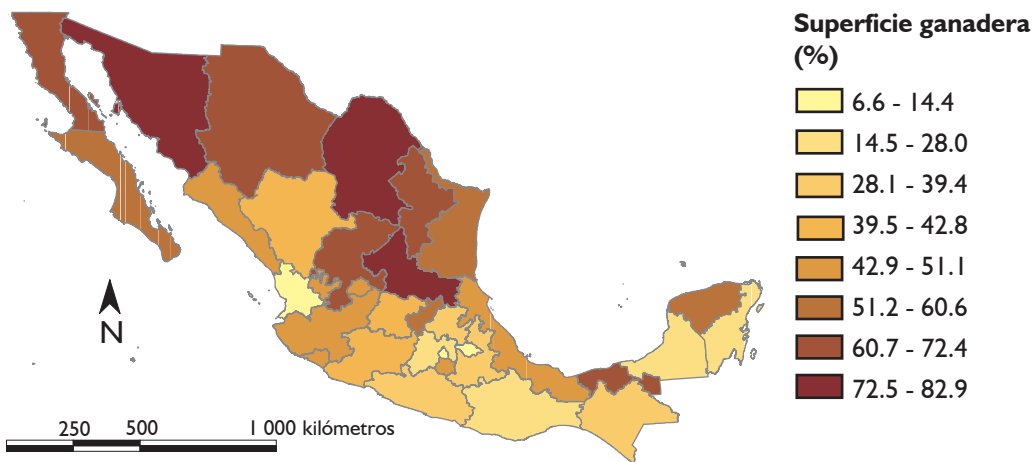 Superficie ganadera
(%)
6.6 - 14.4
14.5 - 28.0
28.1 - 39.4
39.5 - 42.8
42.9 - 51.1
51.2 - 60.6
60.7 - 72.4
72.5 - 82.9
N
250 500 1 000 kilómetros